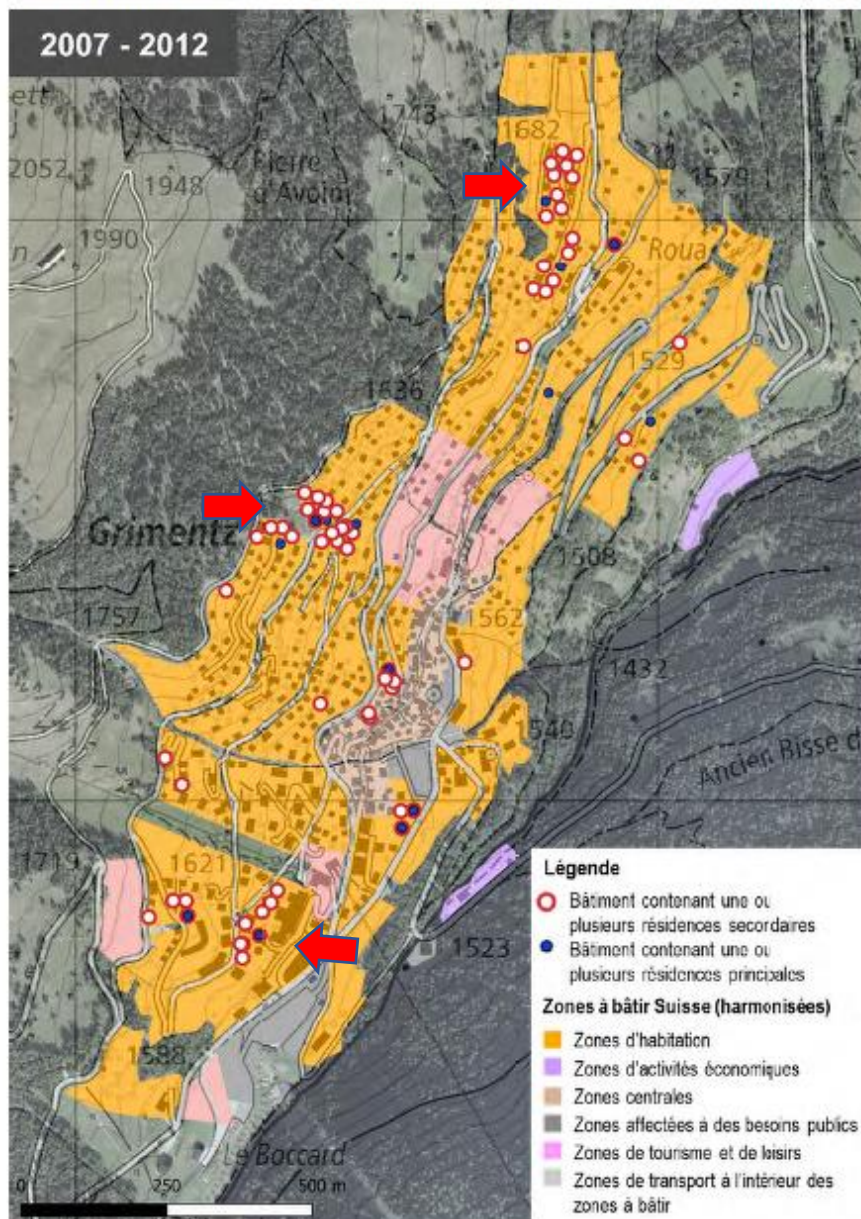 2007 - 2012
1743
ett
1682
2052
Pierre
d'Avoin
1948
1579
1990
n
Roua
1529
1636
Grimentz
1508
1757
1562
1432
1540
Ancien Bisse d
1719
1621
1523
1588
Le Boccard
0 250 500 m
Légende
Bâtiment contenant une ou
plusieurs résidences secordaires
Bâtiment contenant une ou
plusieurs résidences principales
Zones à bâtir Suisse (harmonisées)
Zones d'habitation
Zones d'activités économiques
Zones centrales
Zones affectées à des besoins publics
Zones de tourisme et de loisirs
Zones de transport à l'intérieur des
zones à bâtir